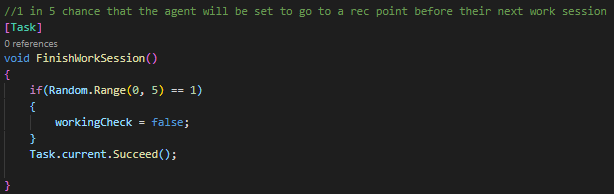 //1 in 5 chance that the agent will be set to go to a rec point before their next work session
[Task]
0 references
void FinishWorkSession()
{
    if(Random.Range(0, 5) == 1)
    {
        workingCheck = false;
    }
    Task.current.Succeed();
}